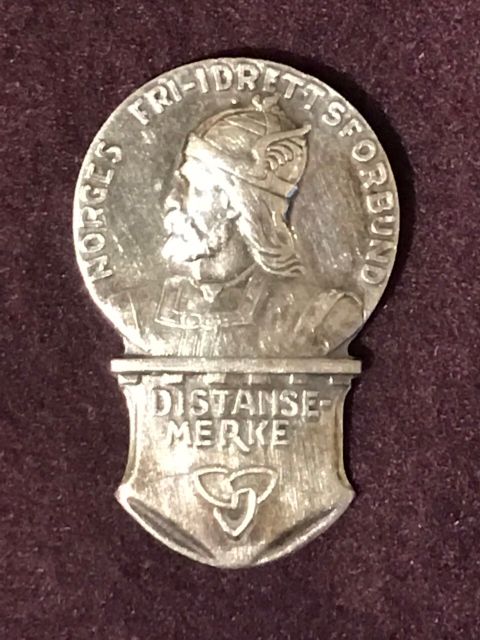 NORGES FRI-IDRETTSFORBUND
DISTANSE-
MERKE